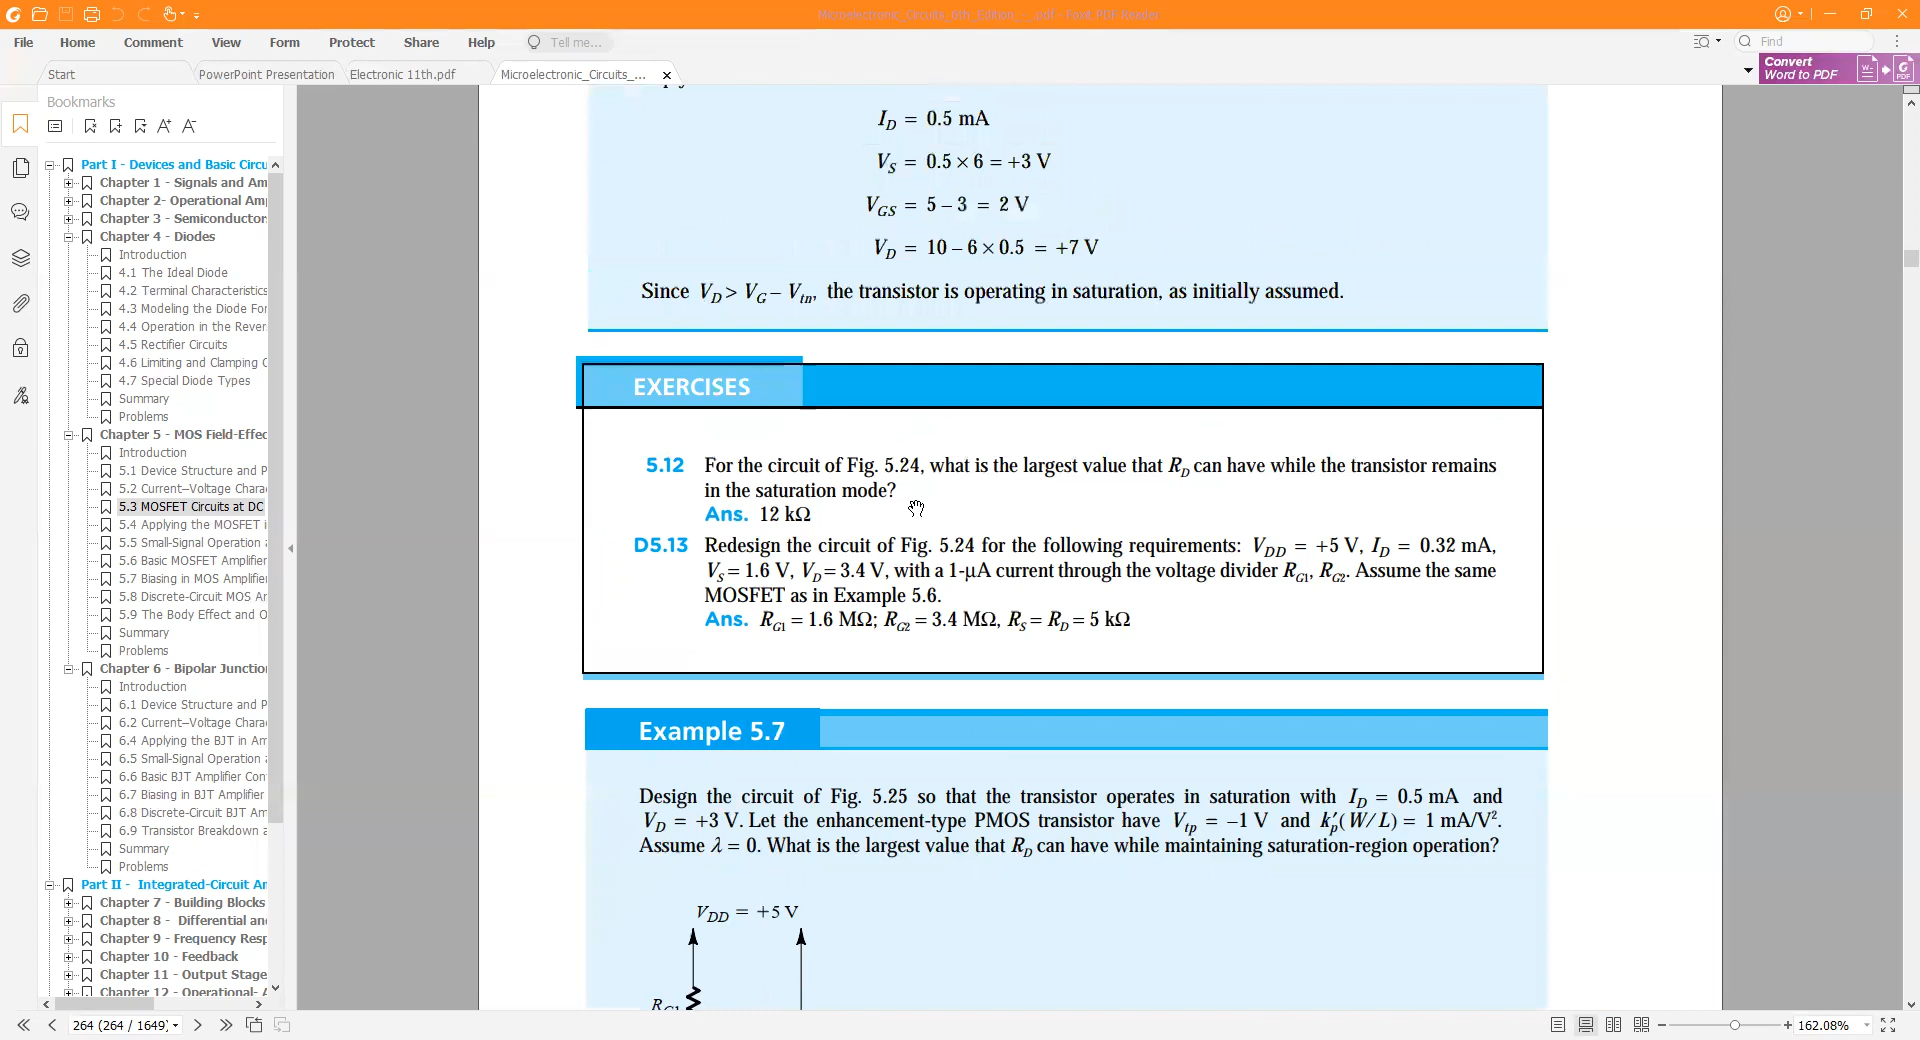 Microelectronic_Circuits_6th_Edition_..._.pdf - Foxit PDF Reader
File Home Comment View Form Protect Share Help Tell me... Find
Start PowerPoint Presentation Electronic 11th.pdf Microelectronic_Circuits_...
Convert
Word to PDF
Bookmarks
Part I - Devices and Basic Circu
Chapter 1 - Signals and Am
Chapter 2- Operational Am
Chapter 3 - Semiconductor
Chapter 4 - Diodes
Introduction
4.1 The Ideal Diode
4.2 Terminal Characteristics
4.3 Modeling the Diode For
4.4 Operation in the Rever
4.5 Rectifier Circuits
4.6 Limiting and Clamping C
4.7 Special Diode Types
Summary
Problems
Chapter 5 - MOS Field-Effec
Introduction
5.1 Device Structure and P
5.2 Current–Voltage Chara
5.3 MOSFET Circuits at DC
5.4 Applying the MOSFET i
5.5 Small-Signal Operation a
5.6 Basic MOSFET Amplifier
5.7 Biasing in MOS Amplifie
5.8 Discrete-Circuit MOS Ar
5.9 The Body Effect and O
Summary
Problems
Chapter 6 - Bipolar Junctio
Introduction
6.1 Device Structure and P
6.2 Current–Voltage Chara
6.4 Applying the BJT in Am
6.5 Small-Signal Operation a
6.6 Basic BJT Amplifier Con
6.7 Biasing in BJT Amplifier
6.8 Discrete-Circuit BJT Am
6.9 Transistor Breakdown a
Summary
Problems
Part II - Integrated-Circuit Ar
Chapter 7 - Building Blocks
Chapter 8 - Differential and
Chapter 9 - Frequency Resp
Chapter 10 - Feedback
Chapter 11 - Output Stage
Chapter 12 - Operational- A
I_D = 0.5 mA
V_S = 0.5 × 6 = +3 V
V_GS = 5 – 3 = 2 V
V_D = 10 – 6 × 0.5 = +7 V
Since V_D > V_G – V_tn, the transistor is operating in saturation, as initially assumed.
EXERCISES
5.12 For the circuit of Fig. 5.24, what is the largest value that R_D can have while the transistor remains
in the saturation mode?
Ans. 12 kΩ
D5.13 Redesign the circuit of Fig. 5.24 for the following requirements: V_DD = +5 V, I_D = 0.32 mA,
V_S = 1.6 V, V_D = 3.4 V, with a 1-μA current through the voltage divider R_G1, R_G2. Assume the same
MOSFET as in Example 5.6.
Ans. R_G1 = 1.6 MΩ; R_G2 = 3.4 MΩ, R_S = R_D = 5 kΩ
Example 5.7
Design the circuit of Fig. 5.25 so that the transistor operates in saturation with I_D = 0.5 mA and
V_D = +3 V. Let the enhancement-type PMOS transistor have V_tp = −1 V and k′_p(W/L) = 1 mA/V².
Assume λ = 0. What is the largest value that R_D can have while maintaining saturation-region operation?
V_DD = +5 V
R_G1
264 (264 / 1649)
162.08%